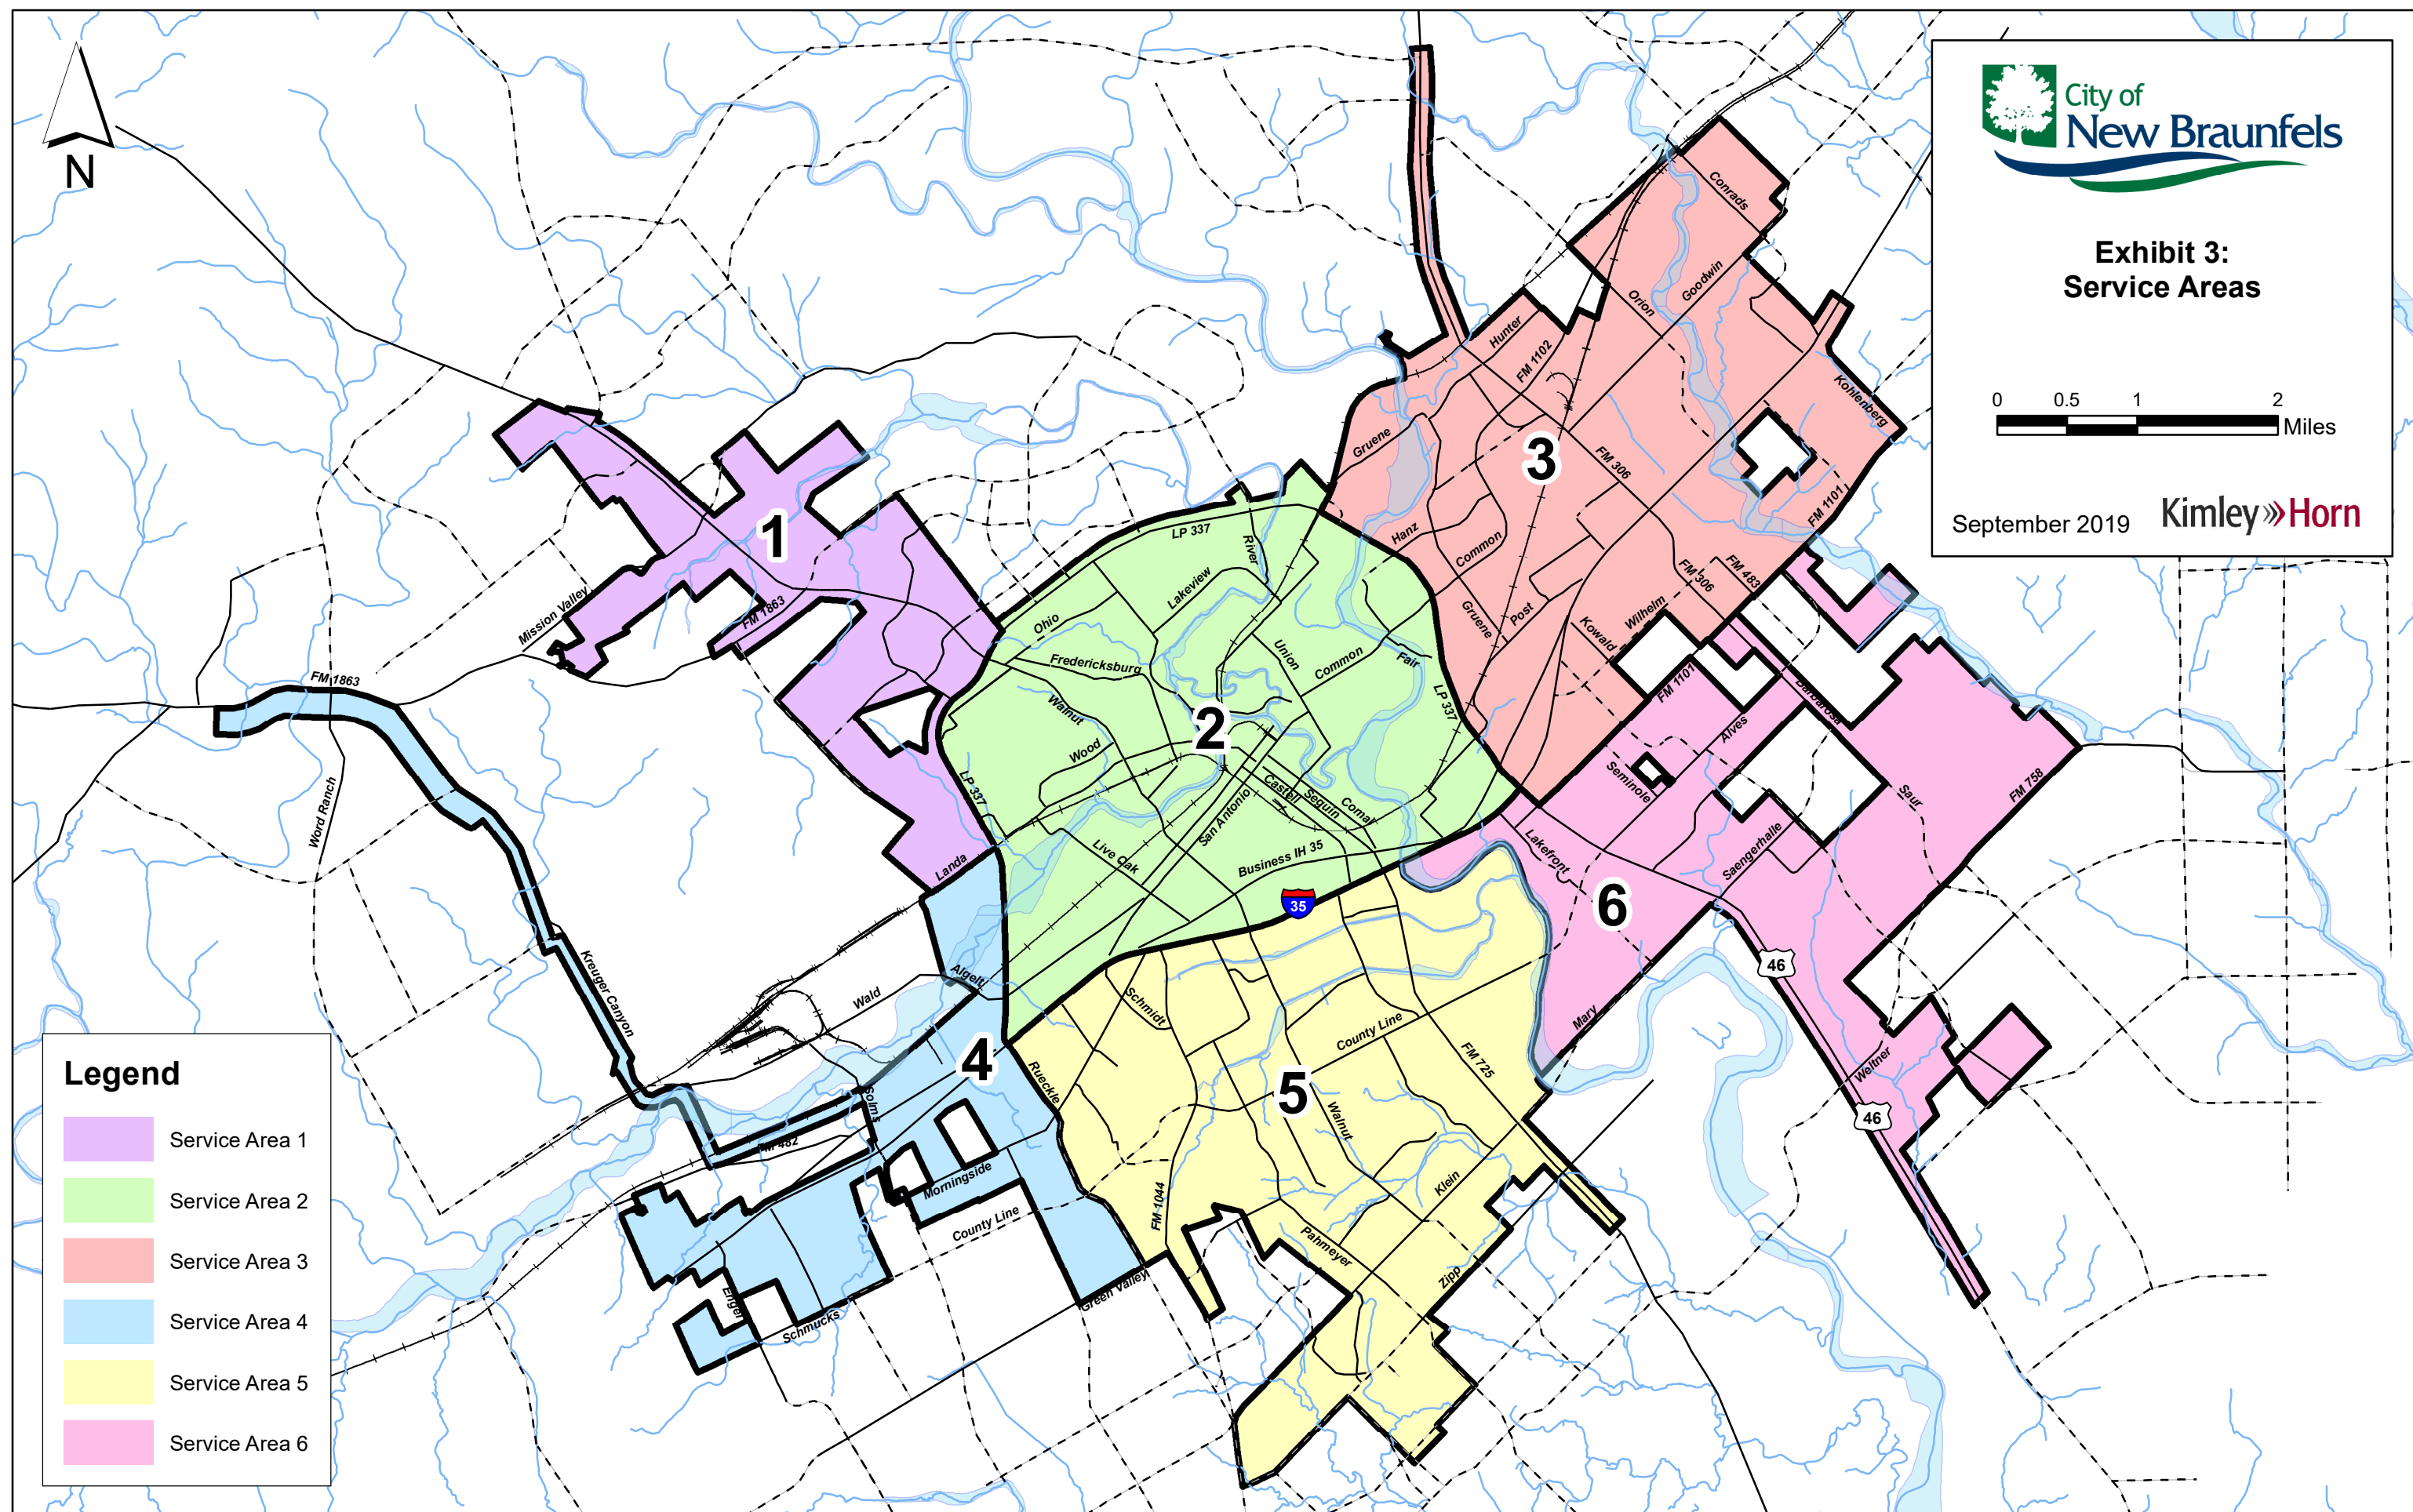 N
City of
New Braunfels
Exhibit 3:
Service Areas
0 0.5 1 2
Miles
September 2019
Kimley»Horn
Conrads
Goodwin
Orion
Hunter
FM 1102
Kohlenberg
Gruene
3
FM 306
FM 1101
1
LP 337
River
Hanz
Common
FM 306
FM 483
Mission Valley
FM 1863
Lakeview
Ohio
Gruene
Post
Kowald
Wilhelm
Fredericksburg
Union
Common
Fair
FM 1863
FM 1101
Barbarosa
Walnut
LP 337
2
Wood
Alves
Seminole
LP 337
Word Ranch
Castell
Seguin
Comal
San Antonio
Saur
FM 758
Live Oak
Business IH 35
Lakefront
Saengerhalle
Landa
35
6
Kreuger Canyon
Algelt
Wald
46
Schmidt
County Line
Mary
4
Rueckle
5
FM 725
Weltner
Solms
Walnut
46
FM 482
Morningside
Klein
FM 1044
County Line
Pahmeyer
Zipp
Engel
Green Valley
Schmucks
Legend
Service Area 1
Service Area 2
Service Area 3
Service Area 4
Service Area 5
Service Area 6